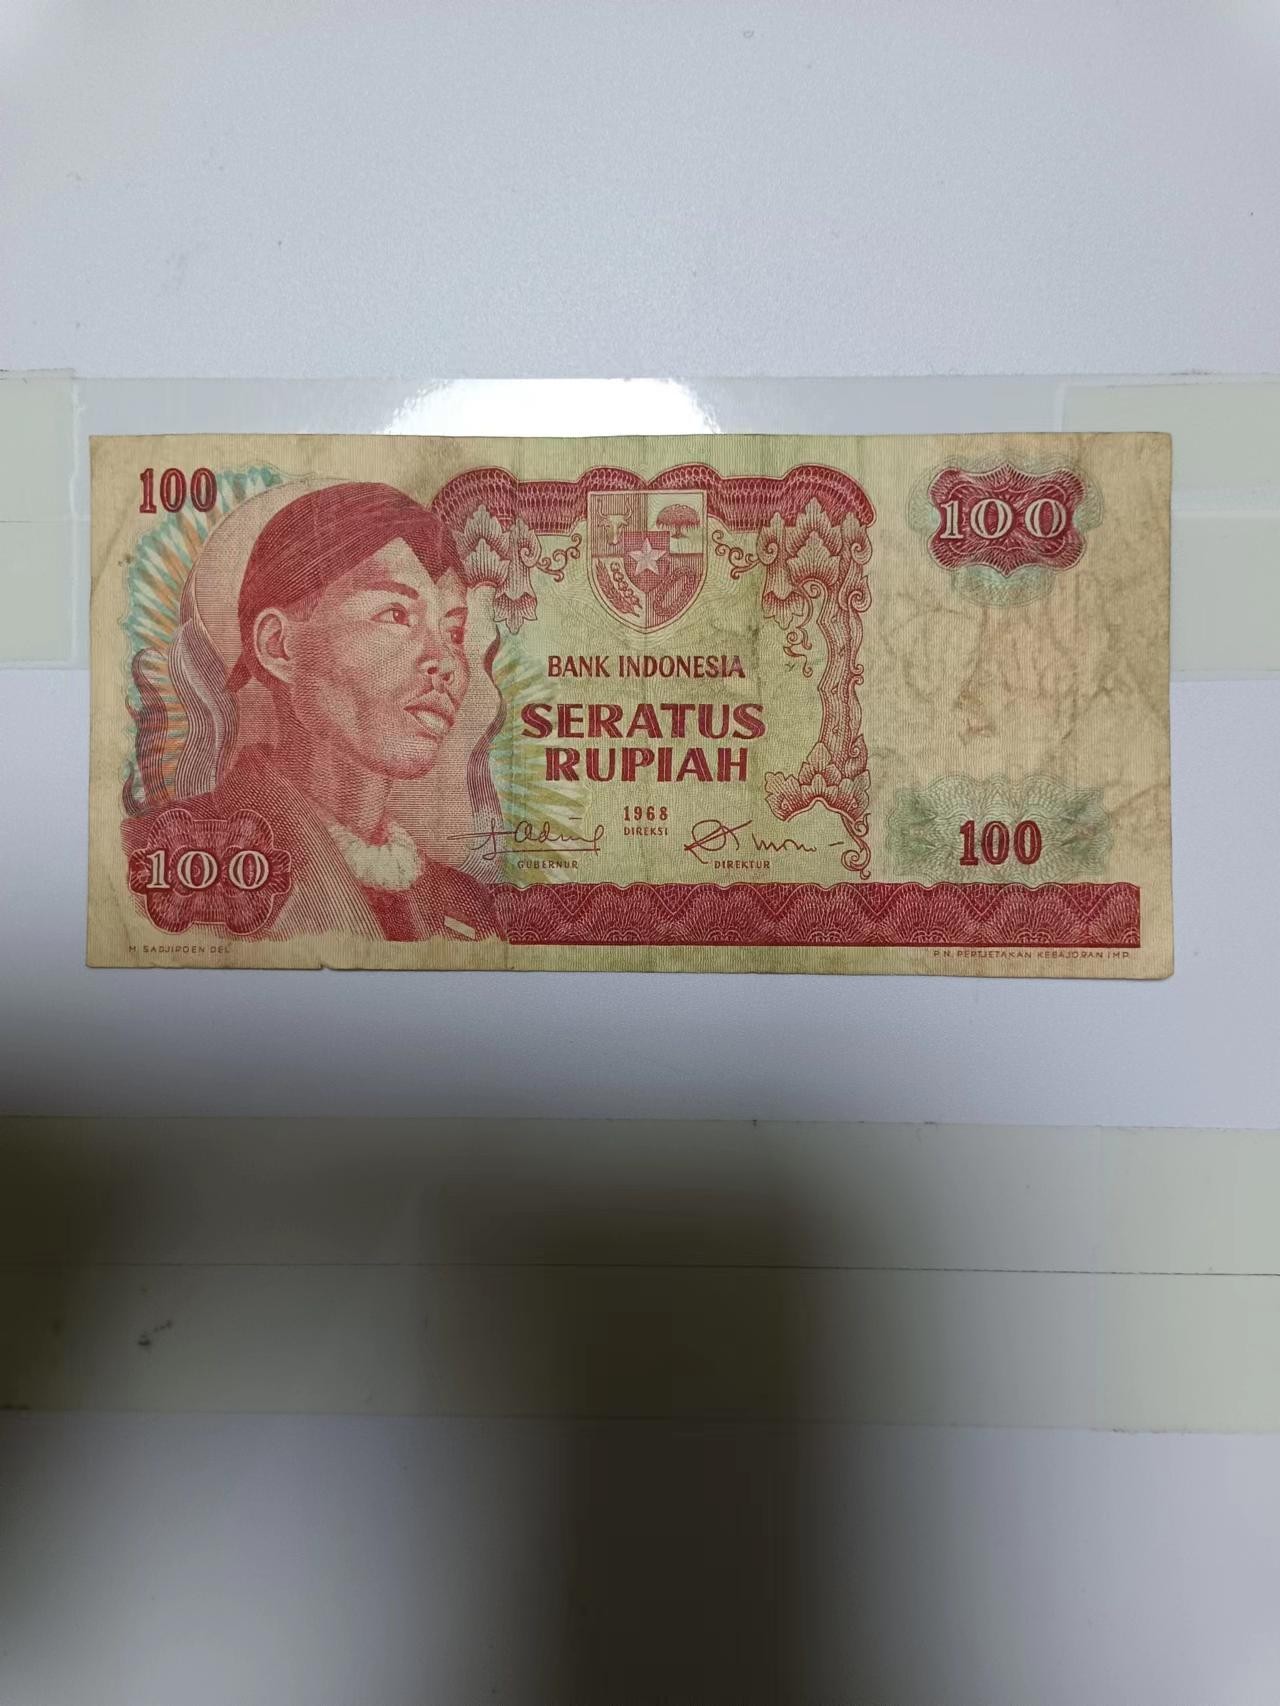 100
100
BANK INDONESIA
SERATUS
RUPIAH
1968
DIREKSI
GUBERNUR
DIREKTUR
100
100
M. SADJIROEN DEL.
P.N. PERTJETAKAN KEBAJORAN IMP.